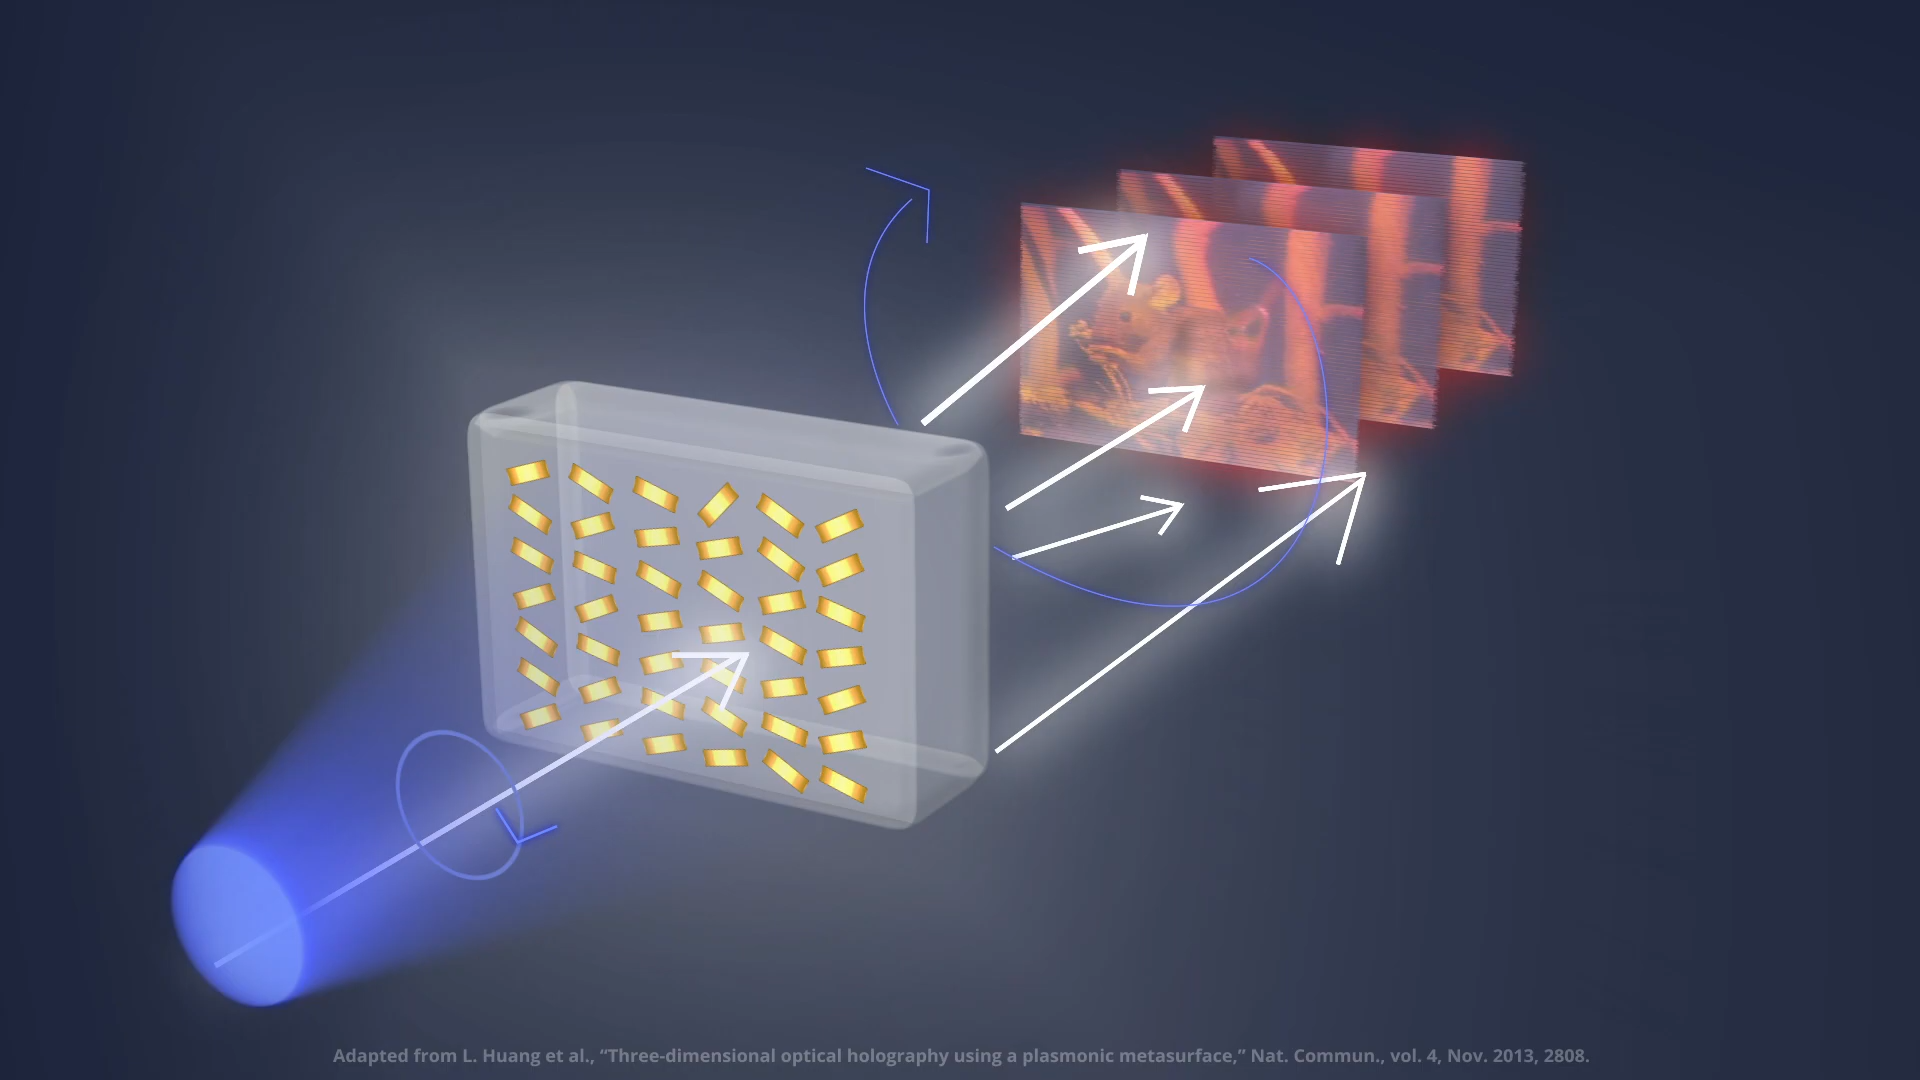 Adapted from L. Huang et al., “Three-dimensional optical holography using a plasmonic metasurface,” Nat. Commun., vol. 4, Nov. 2013, 2808.